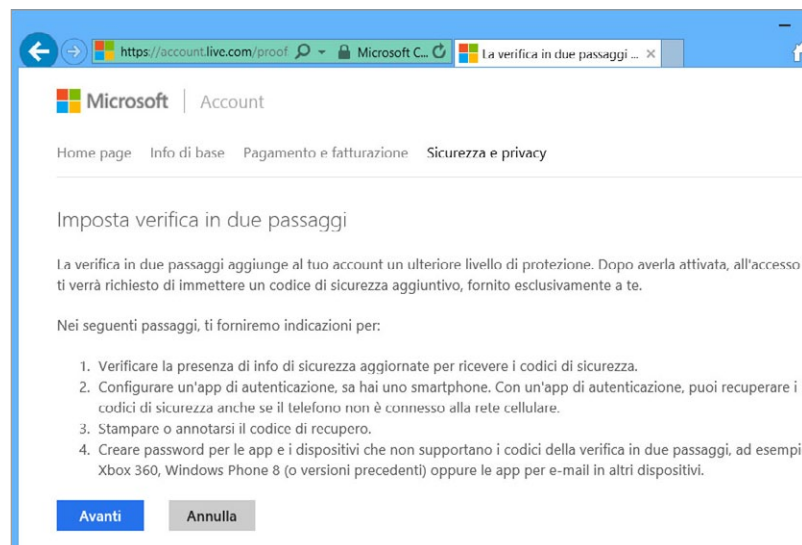 https://account.live.com/proof Microsoft C... La verifica in due passaggi ...
Microsoft Account
Home page Info di base Pagamento e fatturazione Sicurezza e privacy
Imposta verifica in due passaggi
La verifica in due passaggi aggiunge al tuo account un ulteriore livello di protezione. Dopo averla attivata, all'accesso
ti verrà richiesto di immettere un codice di sicurezza aggiuntivo, fornito esclusivamente a te.
Nei seguenti passaggi, ti forniremo indicazioni per:
1. Verificare la presenza di info di sicurezza aggiornate per ricevere i codici di sicurezza.
2. Configurare un'app di autenticazione, sa hai uno smartphone. Con un'app di autenticazione, puoi recuperare i
codici di sicurezza anche se il telefono non è connesso alla rete cellulare.
3. Stampare o annotarsi il codice di recupero.
4. Creare password per le app e i dispositivi che non supportano i codici della verifica in due passaggi, ad esempi
Xbox 360, Windows Phone 8 (o versioni precedenti) oppure le app per e-mail in altri dispositivi.
Avanti Annulla